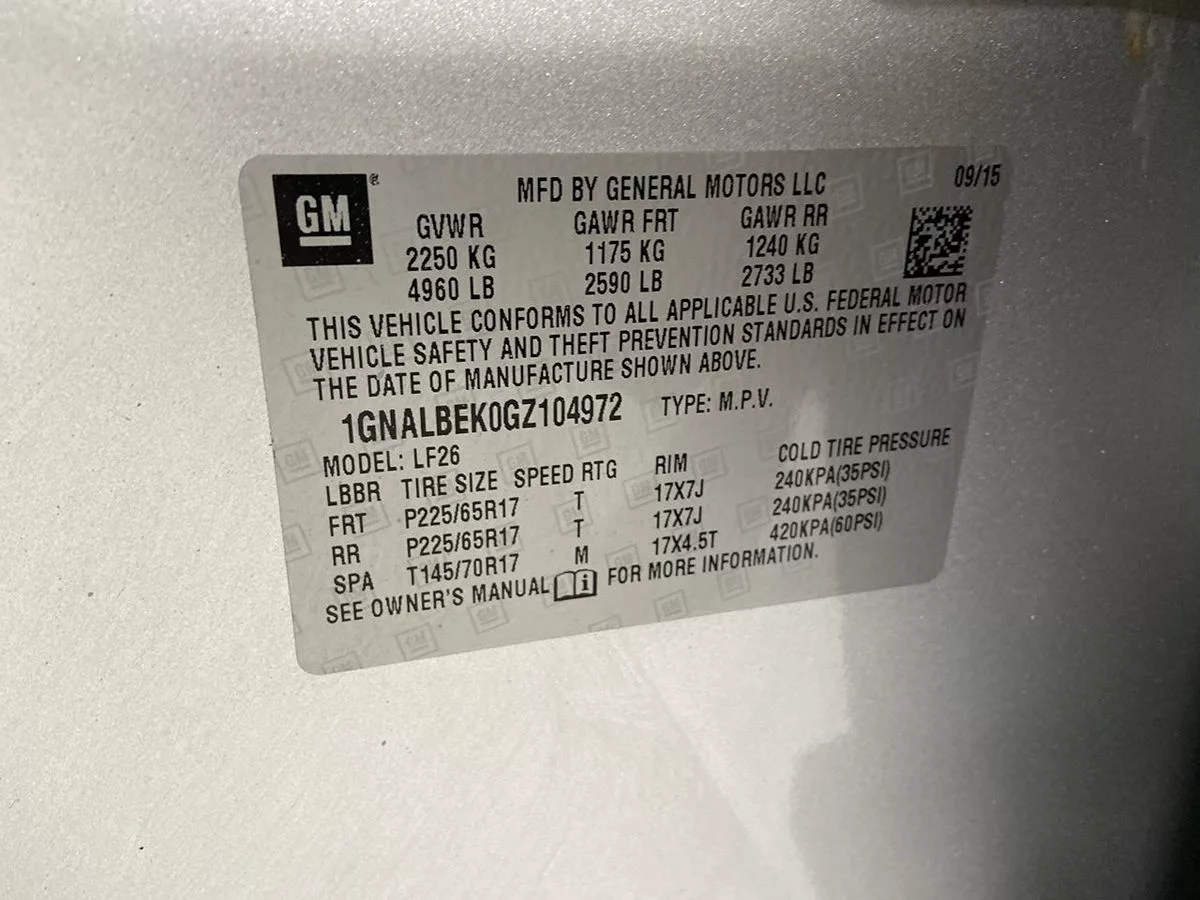 GM®
MFD BY GENERAL MOTORS LLC 09/15
GVWR GAWR FRT GAWR RR
2250 KG 1175 KG 1240 KG
4960 LB 2590 LB 2733 LB
THIS VEHICLE CONFORMS TO ALL APPLICABLE U.S. FEDERAL MOTOR
VEHICLE SAFETY AND THEFT PREVENTION STANDARDS IN EFFECT ON
THE DATE OF MANUFACTURE SHOWN ABOVE.
1GNALBEK0GZ104972 TYPE: M.P.V.
MODEL: LF26
LBBR TIRE SIZE SPEED RTG RIM COLD TIRE PRESSURE
FRT P225/65R17 T 17X7J 240KPA(35PSI)
RR P225/65R17 T 17X7J 240KPA(35PSI)
SPA T145/70R17 M 17X4.5T 420KPA(60PSI)
SEE OWNER'S MANUAL i FOR MORE INFORMATION.